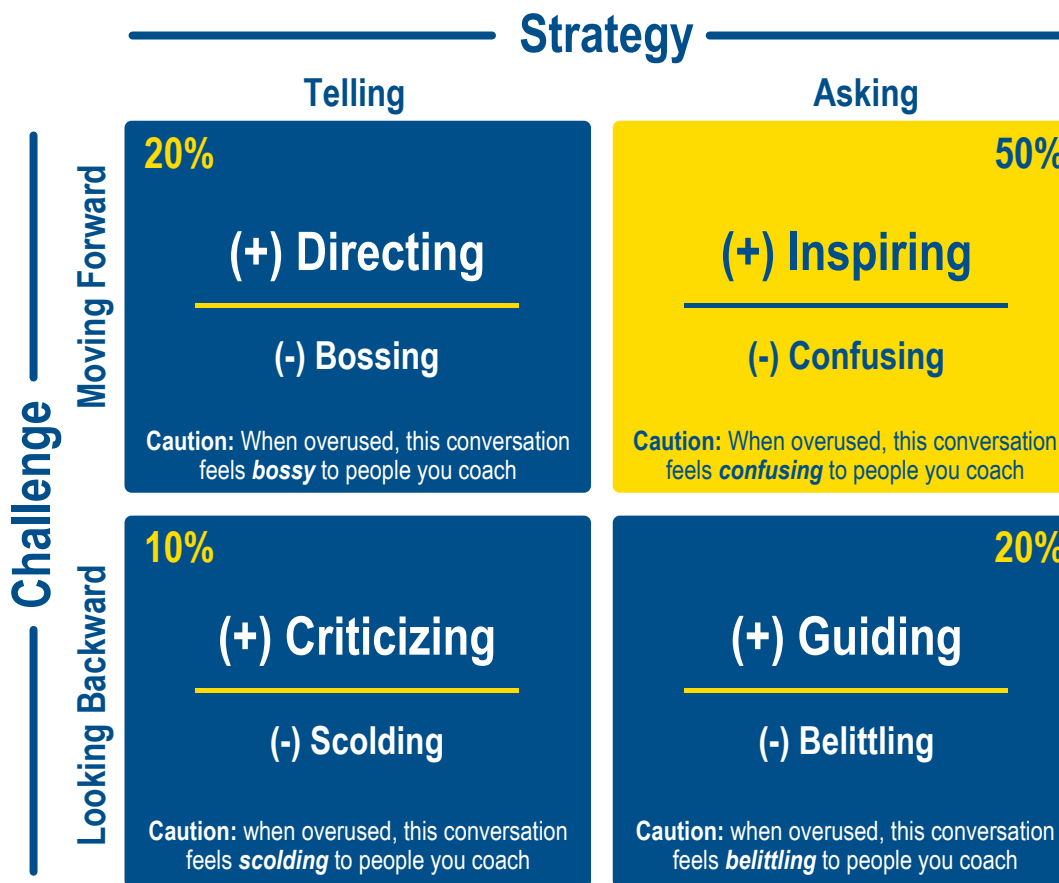 Strategy
Telling
Asking
Challenge
Moving Forward
20%
(+) Directing
(-) Bossing
Caution: When overused, this conversation
feels bossy to people you coach
50%
(+) Inspiring
(-) Confusing
Caution: When overused, this conversation
feels confusing to people you coach
Looking Backward
10%
(+) Criticizing
(-) Scolding
Caution: when overused, this conversation
feels scolding to people you coach
20%
(+) Guiding
(-) Belittling
Caution: when overused, this conversation
feels belittling to people you coach